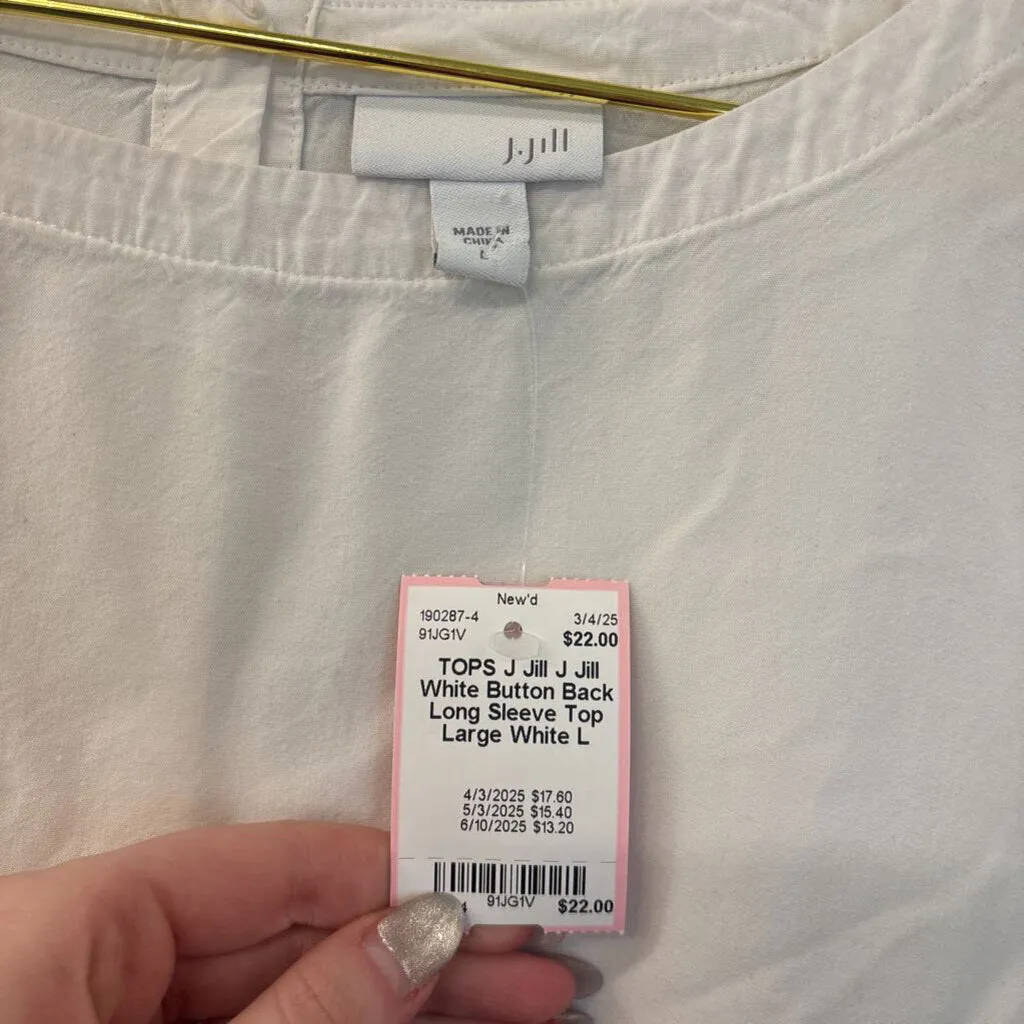 J.Jill
MADE IN
CHINA
L
New'd
190287-4 3/4/25
91JG1V $22.00
TOPS J Jill J Jill
White Button Back
Long Sleeve Top
Large White L
4/3/2025 $17.60
5/3/2025 $15.40
6/10/2025 $13.20
4 91JG1V $22.00